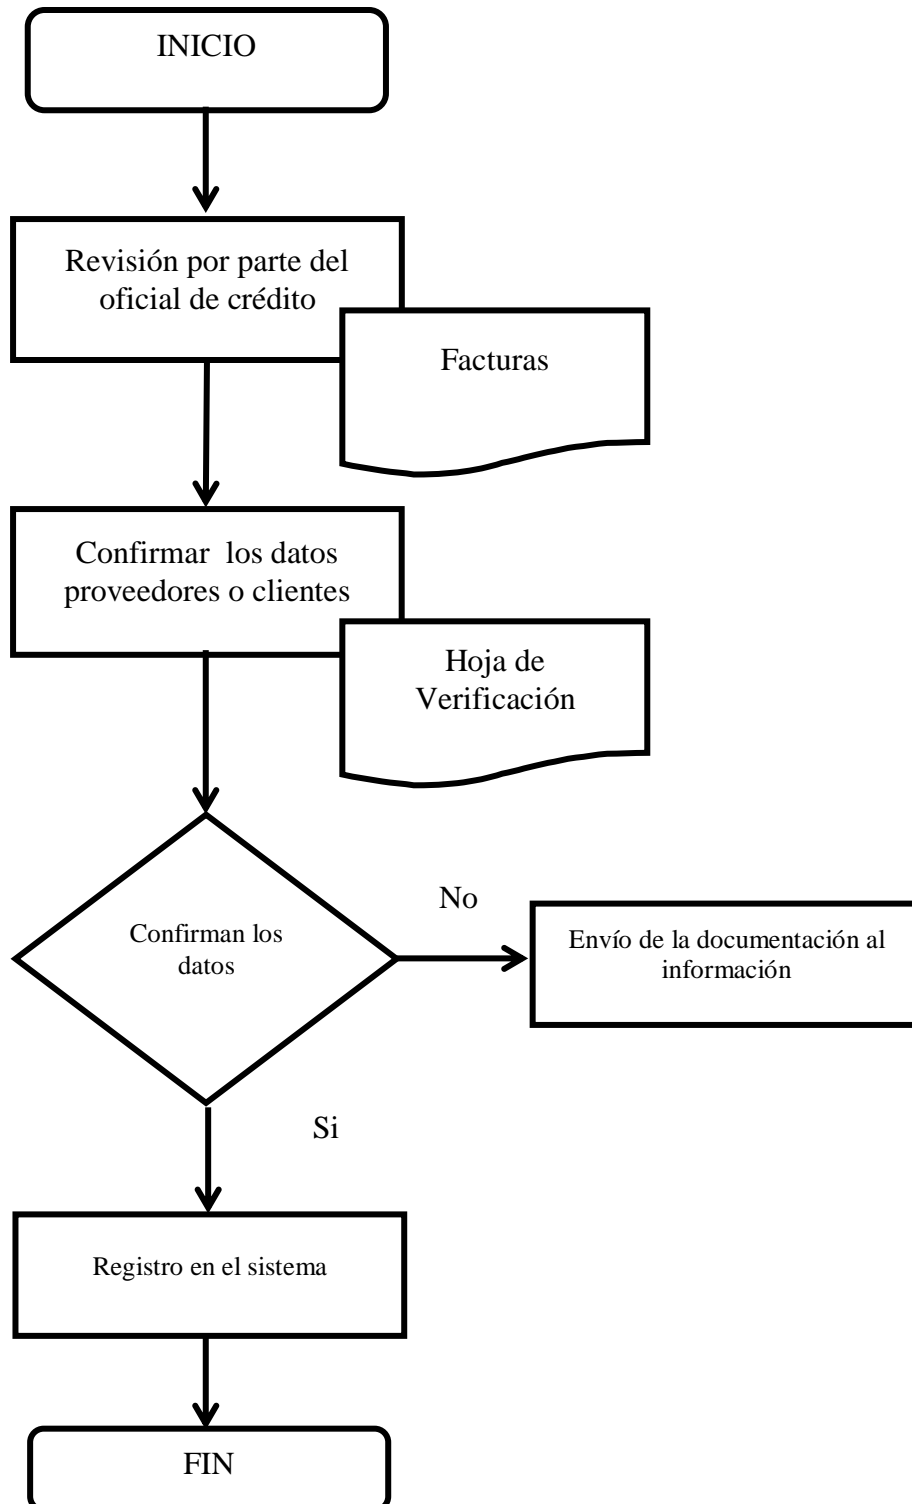 INICIO
Revisión por parte del
oficial de crédito
Facturas
Confirmar  los datos
proveedores o clientes
Hoja de
Verificación
Confirman los
datos
No
Envío de la documentación al
información
Si
Registro en el sistema
FIN